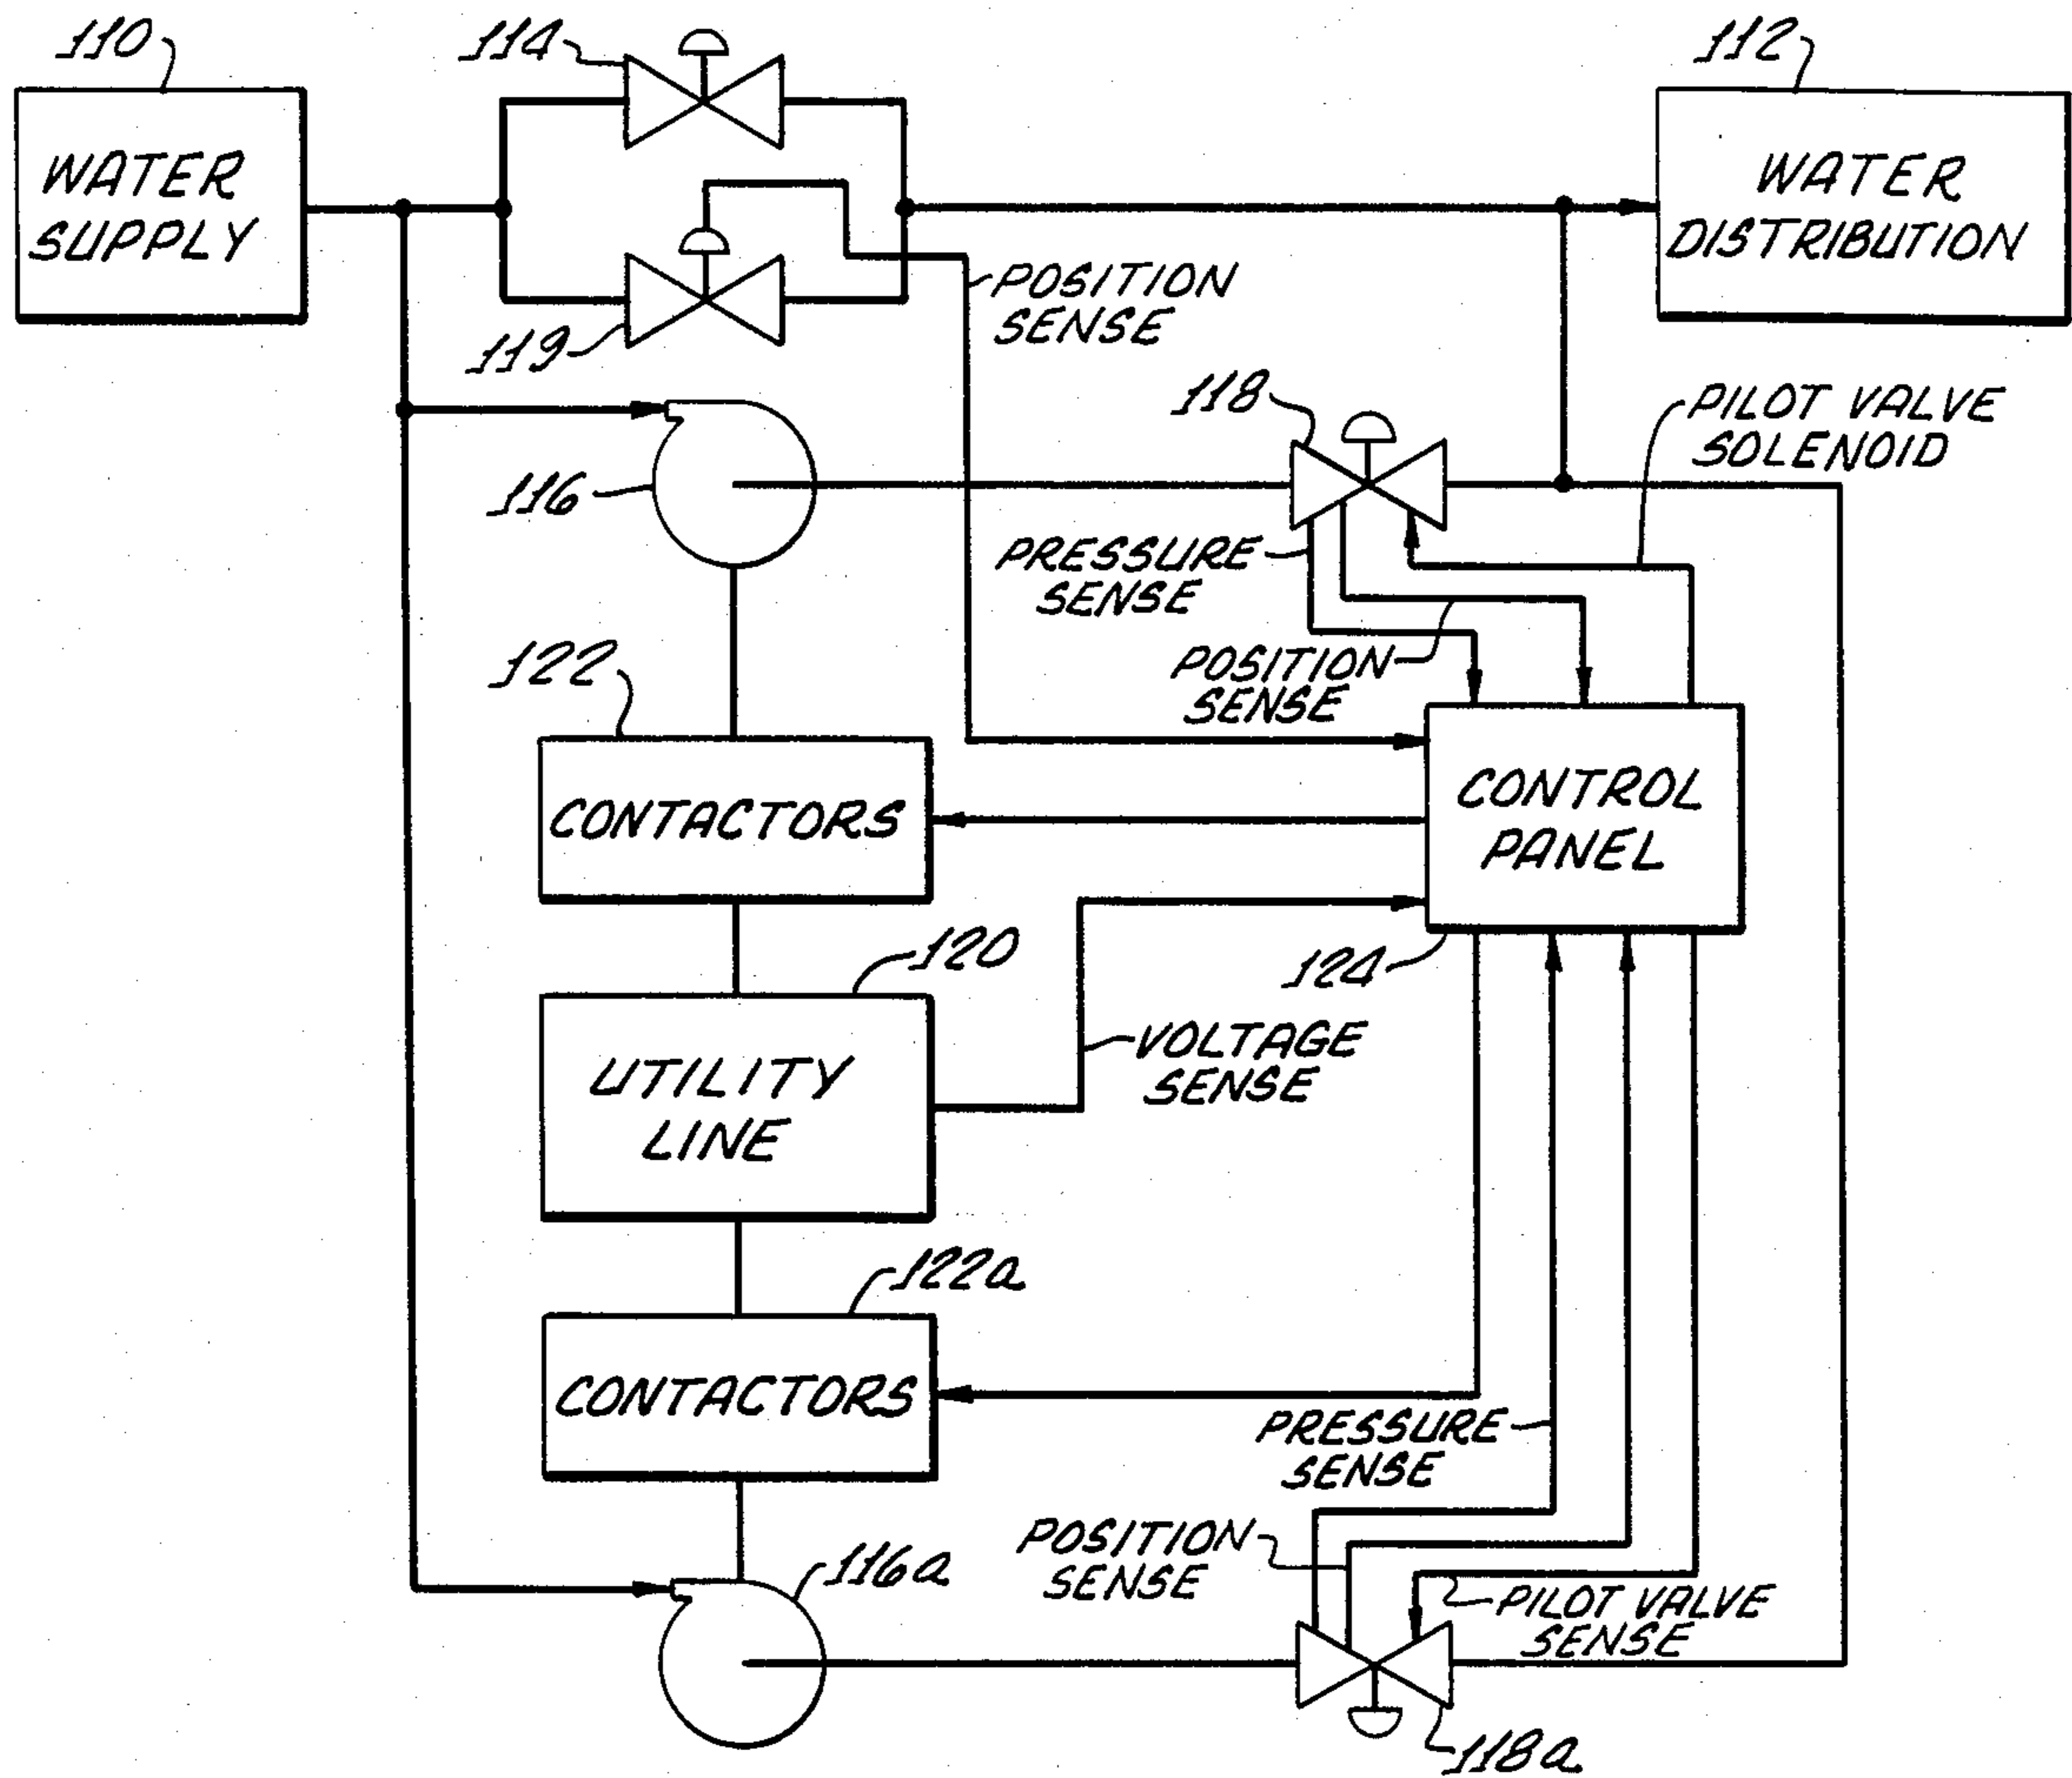 110
114
112
WATER
SUPPLY
WATER
DISTRIBUTION
119
POSITION
SENSE
118
PILOT VALVE
SOLENOID
116
PRESSURE
SENSE
122
POSITION
SENSE
CONTACTORS
CONTROL
PANEL
120
124
UTILITY
LINE
VOLTAGE
SENSE
122a
CONTACTORS
PRESSURE
SENSE
POSITION
SENSE
116a
PILOT VALVE
SENSE
118a